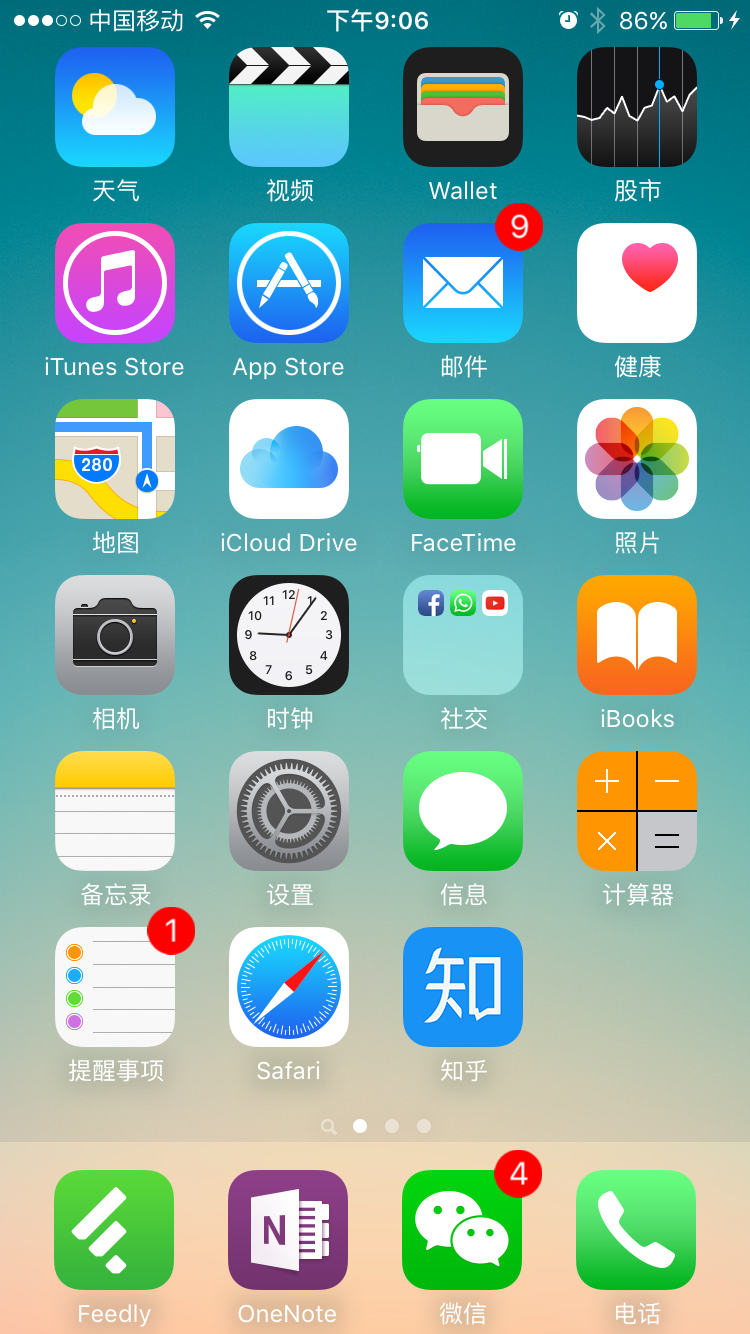 中国移动 下午9:06 86%
天气 视频 Wallet 股市
9
iTunes Store App Store 邮件 健康
280
地图 iCloud Drive FaceTime 照片
12 1 2 3 4 5 6 7 8 9 10 11
相机 时钟 社交 iBooks
备忘录 设置 信息 计算器
1
知
提醒事项 Safari 知乎
4
N
Feedly OneNote 微信 电话